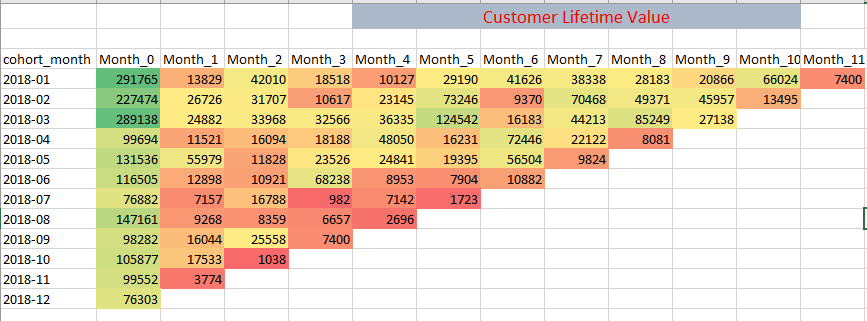 Customer Lifetime Value
cohort_month Month_0 Month_1 Month_2 Month_3 Month_4 Month_5 Month_6 Month_7 Month_8 Month_9 Month_10 Month_11
2018-01 291765 13829 42010 18518 10127 29190 41626 38338 28183 20866 66024 7400
2018-02 227474 26726 31707 10617 23145 73246 9370 70468 49371 45957 13495
2018-03 289138 24882 33968 32566 36335 124542 16183 44213 85249 27138
2018-04 99694 11521 16094 18188 48050 16231 72446 22122 8081
2018-05 131536 55979 11828 23526 24841 19395 56504 9824
2018-06 116505 12898 10921 68238 8953 7904 10882
2018-07 76882 7157 16788 982 7142 1723
2018-08 147161 9268 8359 6657 2696
2018-09 98282 16044 25558 7400
2018-10 105877 17533 1038
2018-11 99552 3774
2018-12 76303